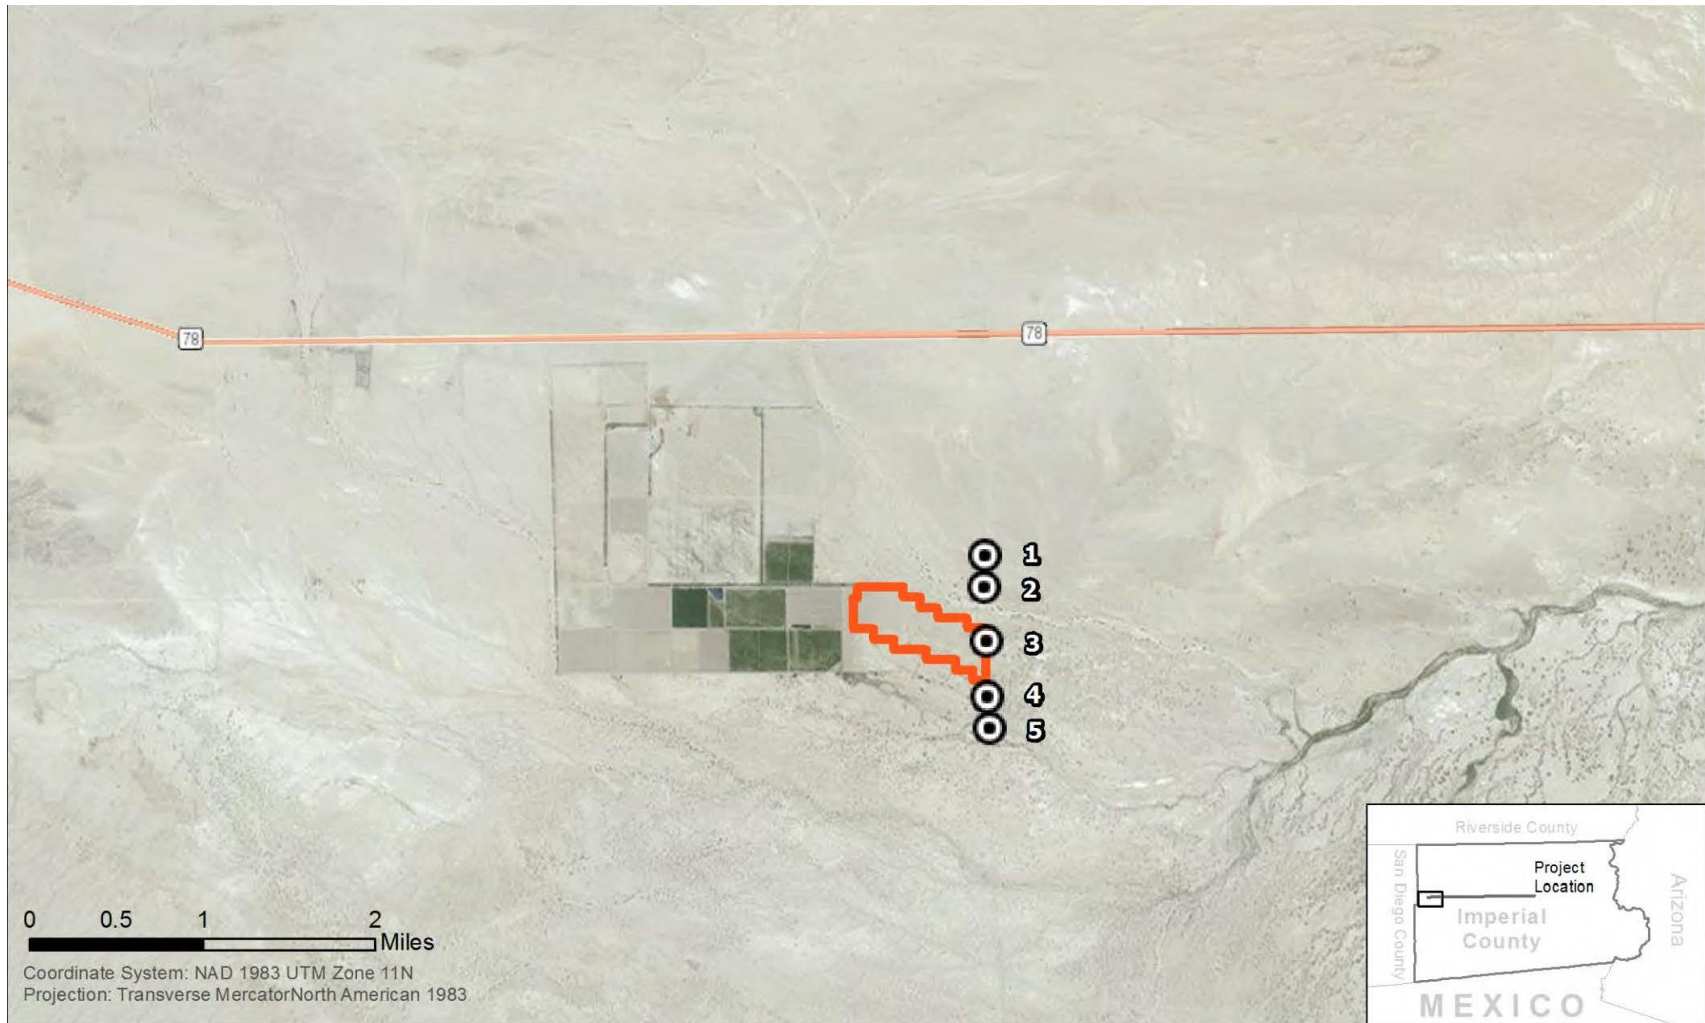 78
78
1
2
3
4
5
0 0.5 1 2
Miles
Coordinate System: NAD 1983 UTM Zone 11N
Projection: Transverse MercatorNorth American 1983
Riverside County
San Diego County
Project
Location
Imperial
County
Arizona
MEXICO